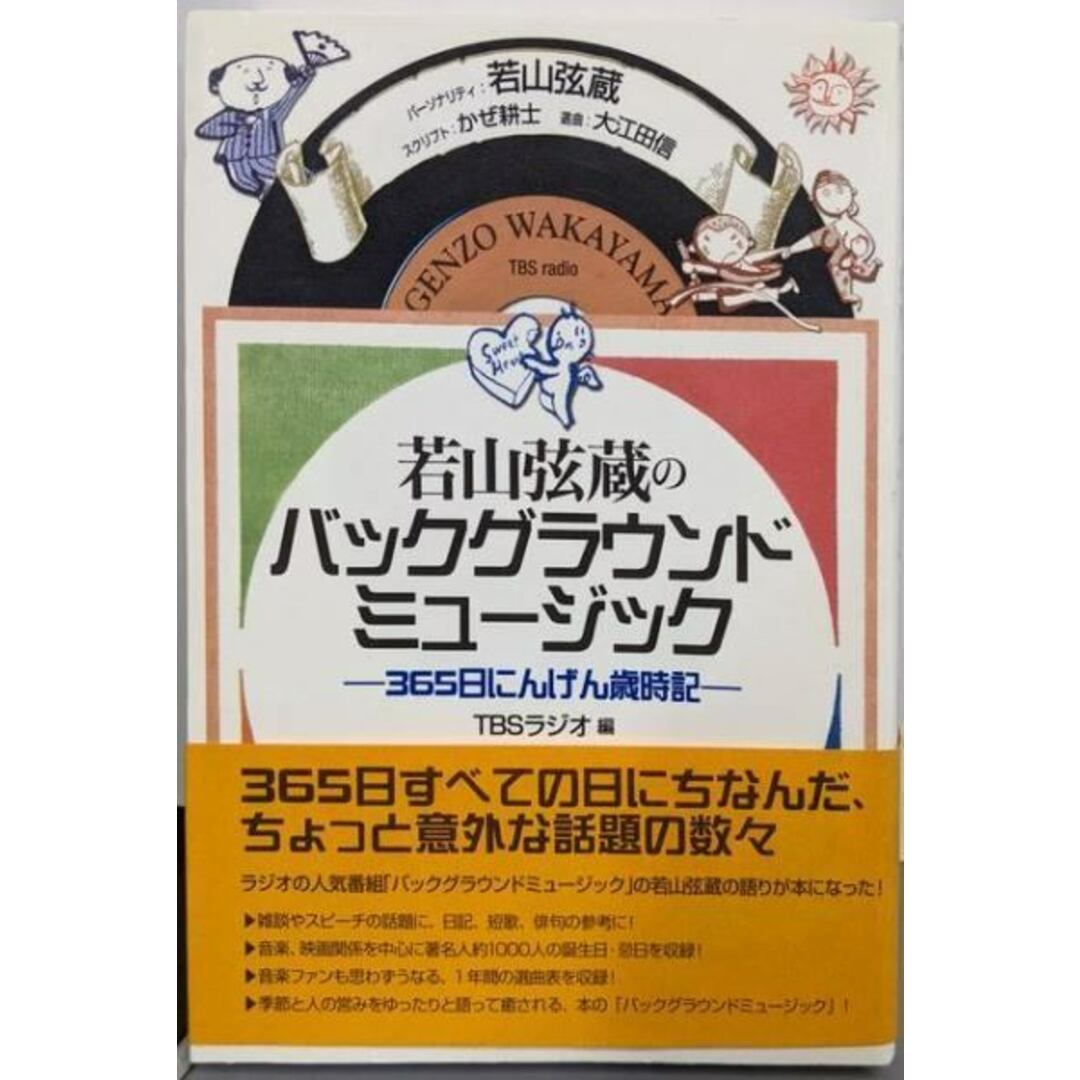 パーソナリティ：若山弦蔵
スクリプト：かぜ耕士 選曲：大江田信
GENZO WAKAYAMA
TBS radio
Sweet
若山弦蔵の
バックグラウンド
ミュージック
―365日にんげん歳時記―
TBSラジオ 編
365日すべての日にちなんだ、
ちょっと意外な話題の数々
ラジオの人気番組「バックグラウンドミュージック」の若山弦蔵の語りが本になった！
▶雑談やスピーチの話題に、日記、短歌、俳句の参考に！
▶音楽、映画関係を中心に著名人約1000人の誕生日・忌日を収録！
▶音楽ファンも思わずうなる、1年間の選曲表を収録！
▶季節と人の営みをゆったりと語って癒される、本の「バックグラウンドミュージック」！